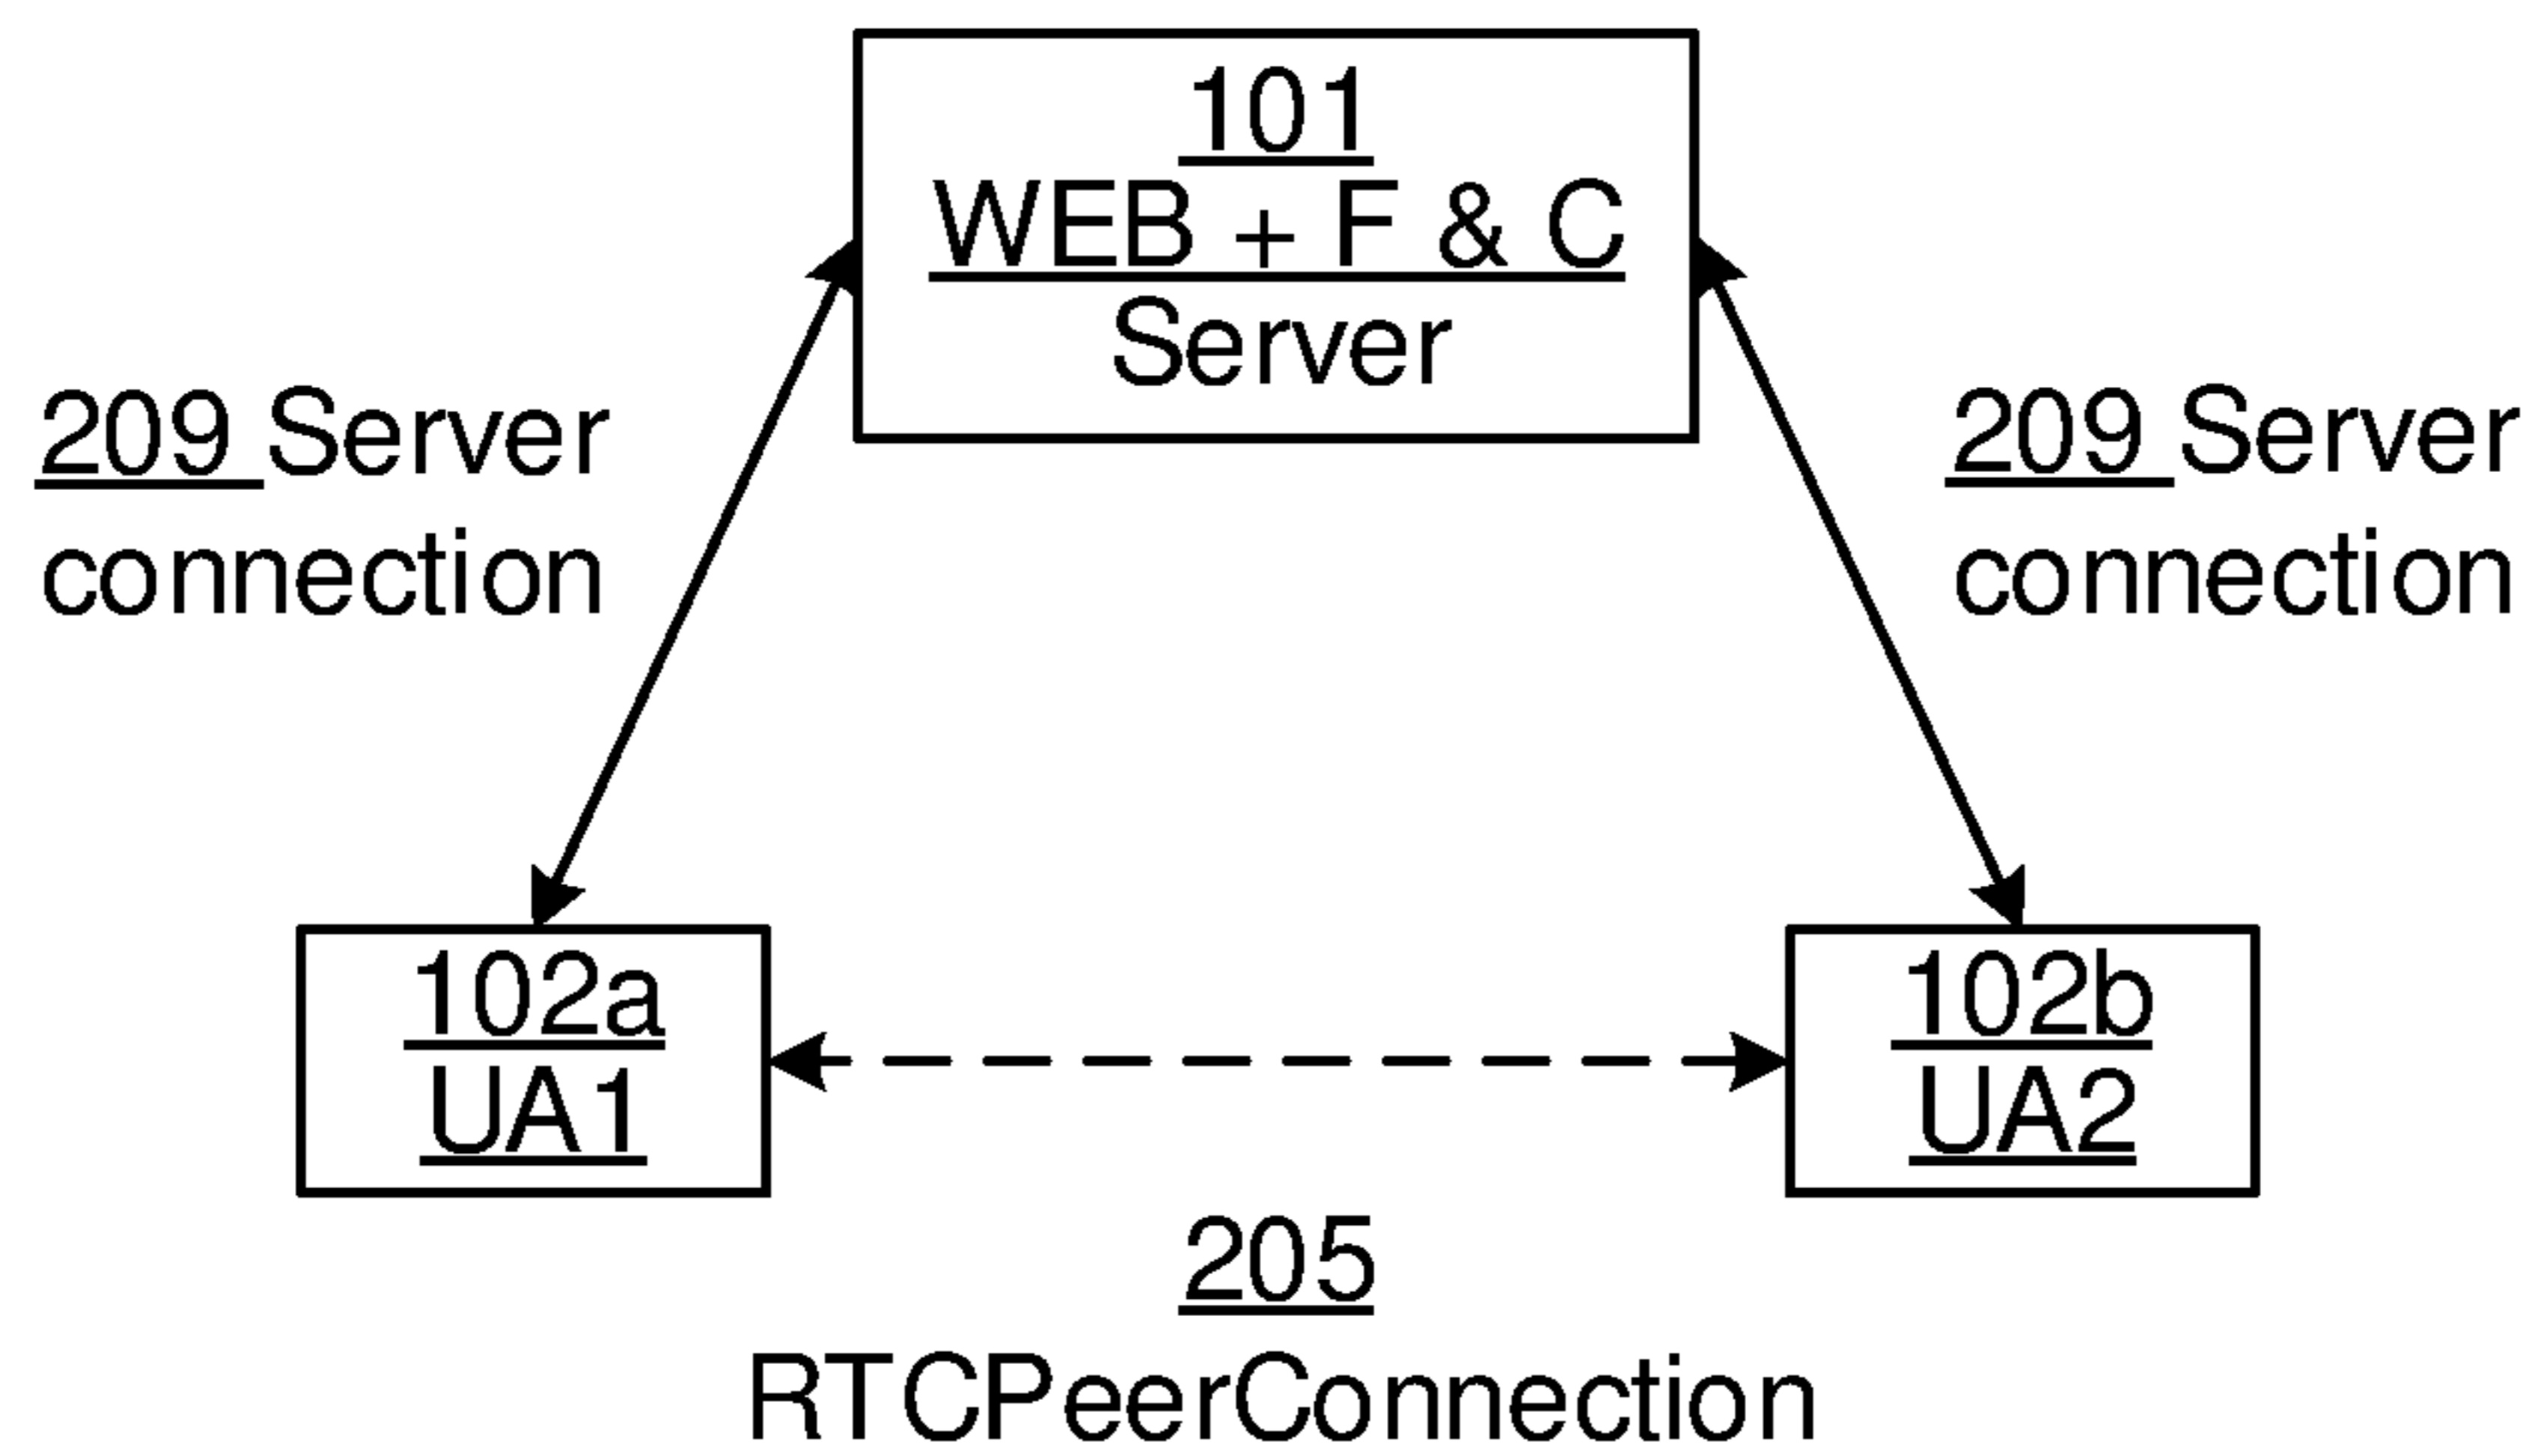 101
WEB + F & C
Server
209 Server
connection
209 Server
connection
102a
UA1
102b
UA2
205
RTCPeerConnection